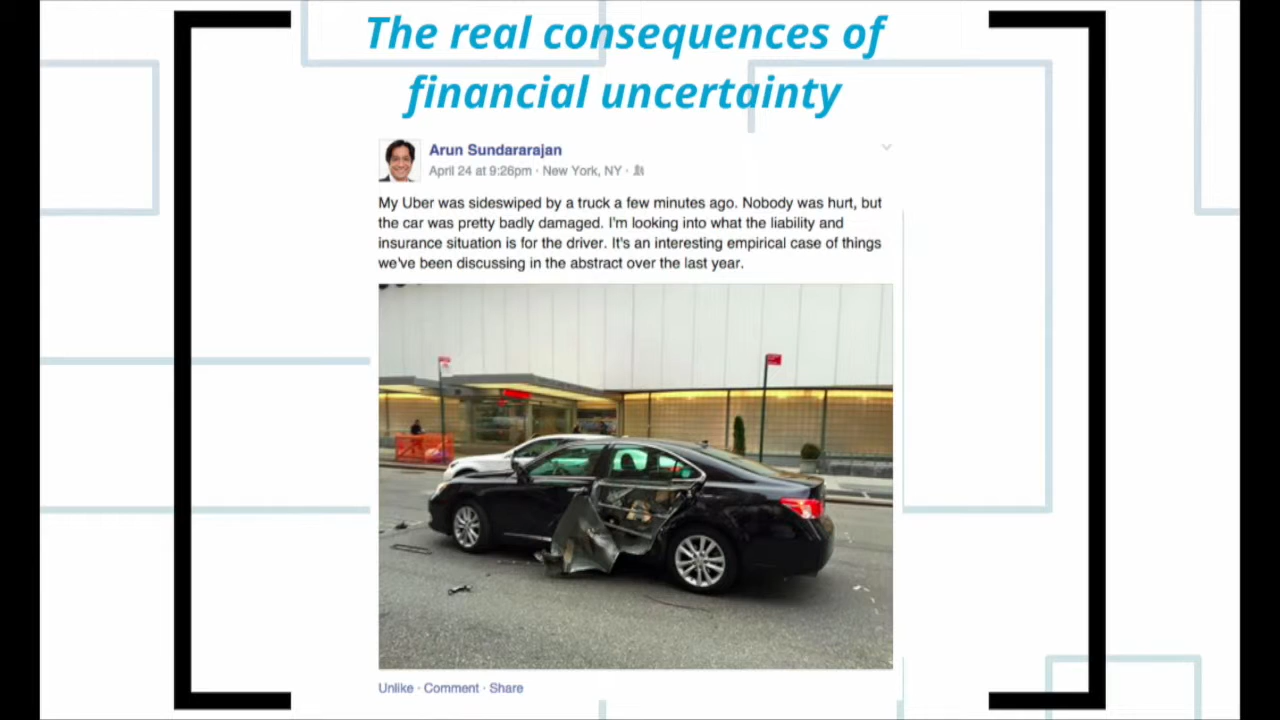 The real consequences of
financial uncertainty
Arun Sundararajan
April 24 at 9:26pm · New York, NY ·
My Uber was sideswiped by a truck a few minutes ago. Nobody was hurt, but
the car was pretty badly damaged. I'm looking into what the liability and
insurance situation is for the driver. It's an interesting empirical case of things
we've been discussing in the abstract over the last year.
Unlike · Comment · Share